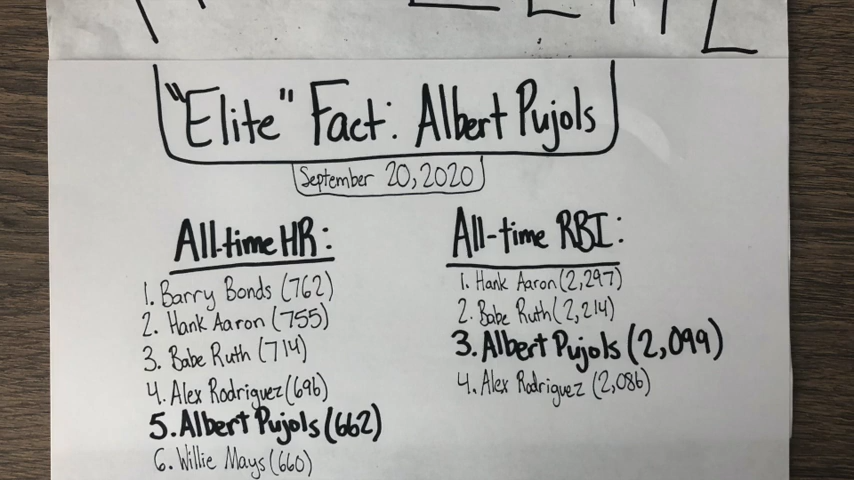 "Elite" Fact: Albert Pujols
September 20, 2020
All-time HR:
1. Barry Bonds (762)
2. Hank Aaron (755)
3. Babe Ruth (714)
4. Alex Rodriguez (696)
5. Albert Pujols (662)
6. Willie Mays (660)
All-time RBI:
1. Hank Aaron (2,297)
2. Babe Ruth (2,214)
3. Albert Pujols (2,099)
4. Alex Rodriguez (2,086)